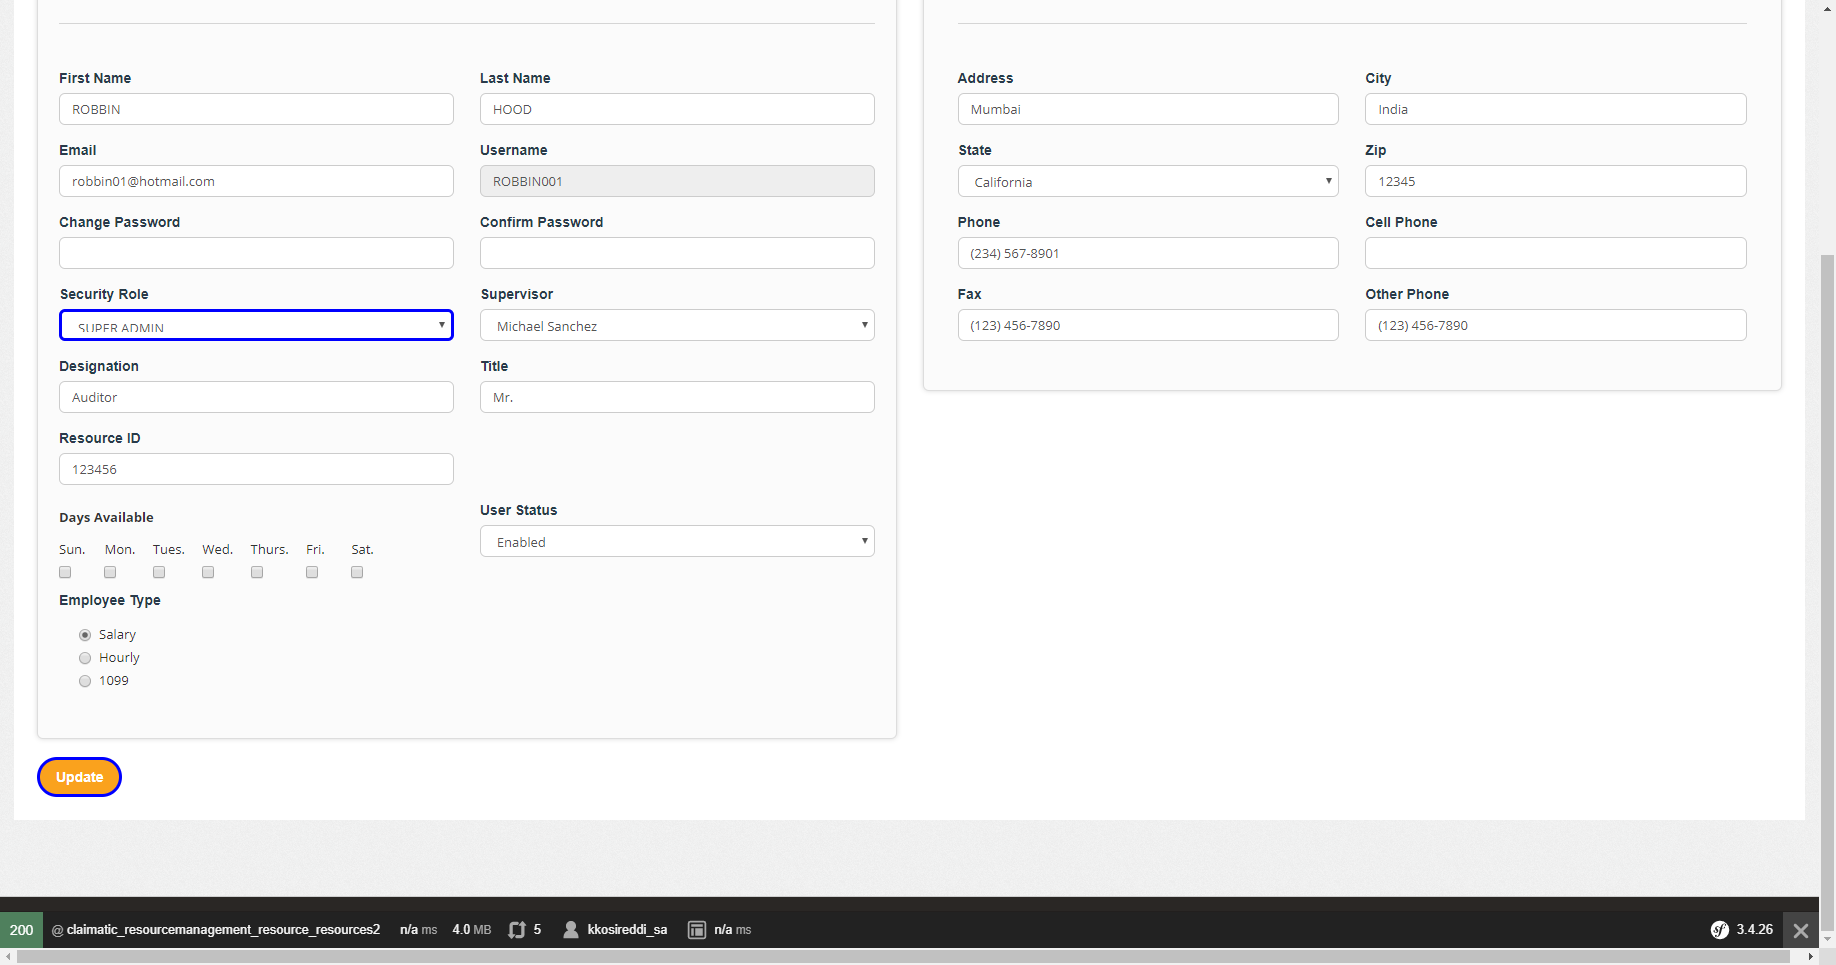 First Name
ROBBIN
Last Name
HOOD
Email
robbin01@hotmail.com
Username
ROBBIN001
Change Password
Confirm Password
Security Role
SUPER ADMIN
Supervisor
Michael Sanchez
Designation
Auditor
Title
Mr.
Resource ID
123456
Days Available
Sun. Mon. Tues. Wed. Thurs. Fri. Sat.
User Status
Enabled
Employee Type
Salary
Hourly
1099
Update
Address
Mumbai
City
India
State
California
Zip
12345
Phone
(234) 567-8901
Cell Phone
Fax
(123) 456-7890
Other Phone
(123) 456-7890
200 @ claimatic_resourcemanagement_resource_resources2 n/a ms 4.0 MB 5 kkosireddi_sa n/a ms sf 3.4.26